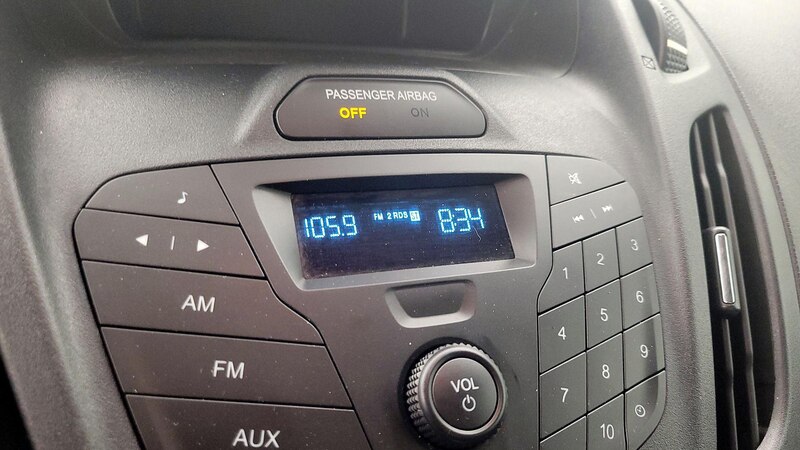 PASSENGER AIRBAG
OFF ON
105.9 FM 2 RDS 8:34
AM
FM
AUX
VOL
1 2 3
4 5 6
7 8 9
10